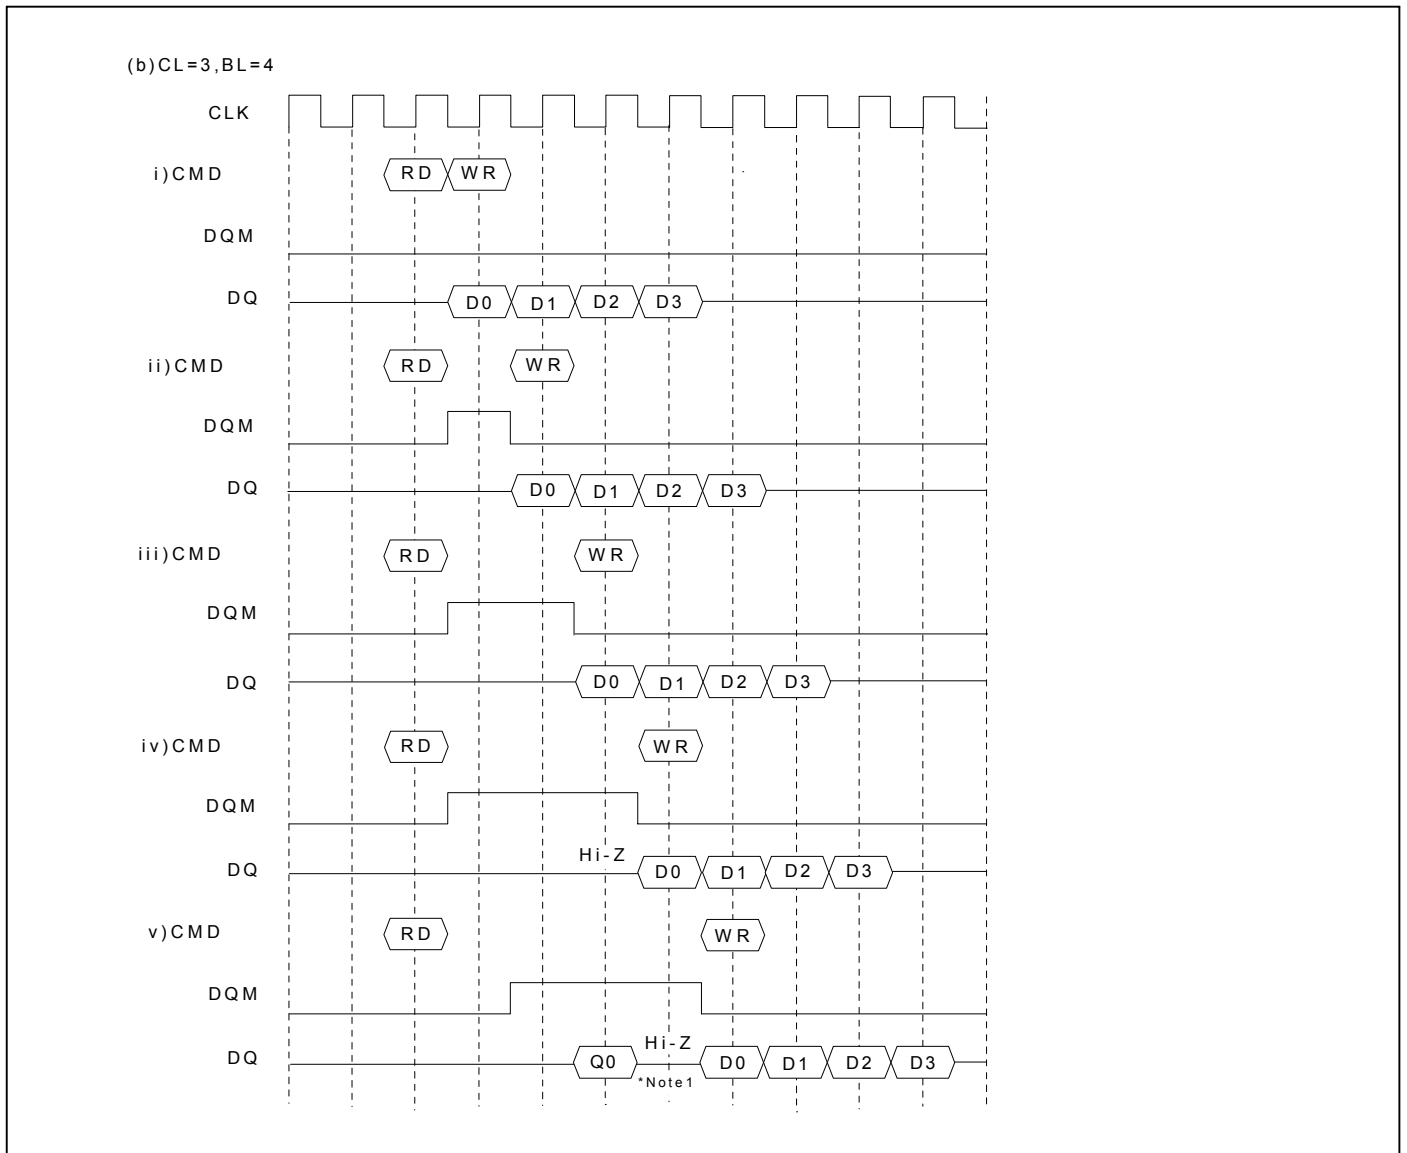 (b)CL=3,BL=4
CLK
i)CMD RD WR
DQM
DQ D0 D1 D2 D3
ii)CMD RD WR
DQM
DQ D0 D1 D2 D3
iii)CMD RD WR
DQM
DQ D0 D1 D2 D3
iv)CMD RD WR
DQM
Hi-Z
DQ D0 D1 D2 D3
v)CMD RD WR
DQM
Hi-Z
DQ Q0 D0 D1 D2 D3
*Note1